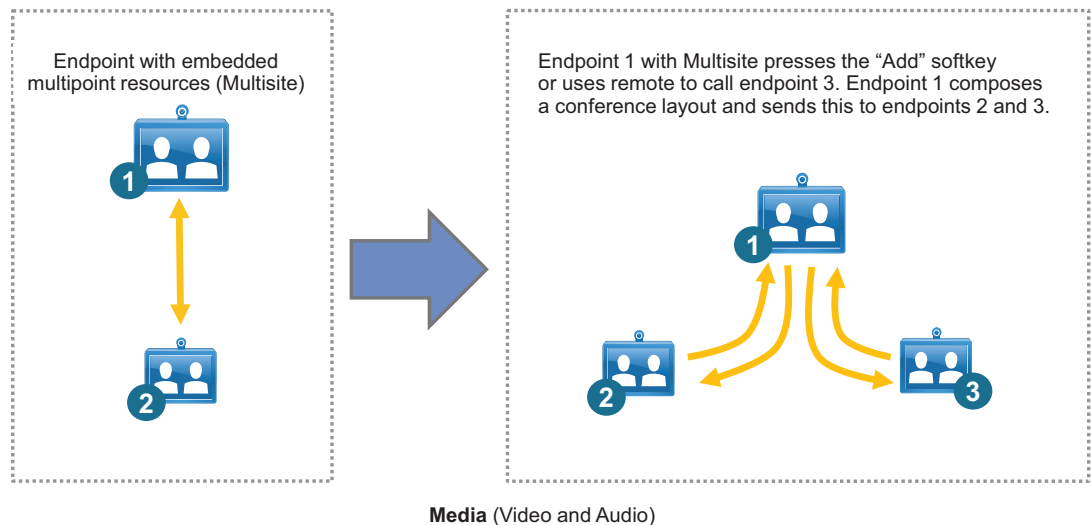 Endpoint with embedded
multipoint resources (Multisite)
1
2
Endpoint 1 with Multisite presses the “Add” softkey
or uses remote to call endpoint 3. Endpoint 1 composes
a conference layout and sends this to endpoints 2 and 3.
1
2
3
Media (Video and Audio)